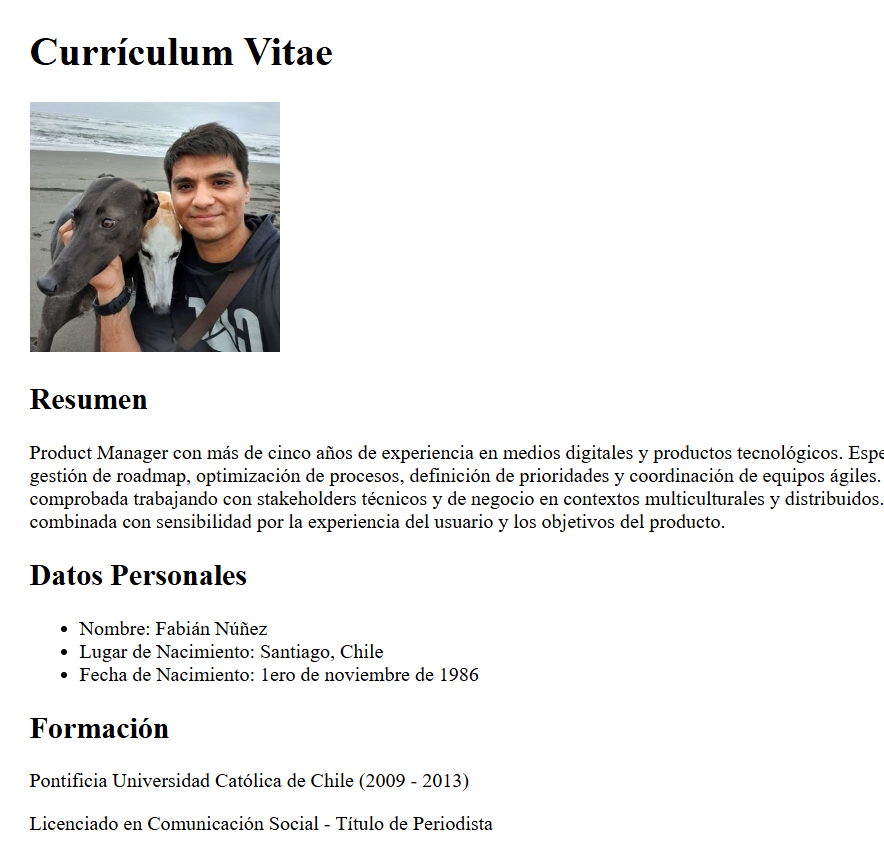 Currículum Vitae
Resumen
Product Manager con más de cinco años de experiencia en medios digitales y productos tecnológicos.
gestión de roadmap, optimización de procesos, definición de prioridades y coordinación de equipos ágiles.
comprobada trabajando con stakeholders técnicos y de negocio en contextos multiculturales y distribuidos.
combinada con sensibilidad por la experiencia del usuario y los objetivos del producto.
Datos Personales
• Nombre: Fabián Núñez
• Lugar de Nacimiento: Santiago, Chile
• Fecha de Nacimiento: 1ero de noviembre de 1986
Formación
Pontificia Universidad Católica de Chile (2009 - 2013)
Licenciado en Comunicación Social - Título de Periodista